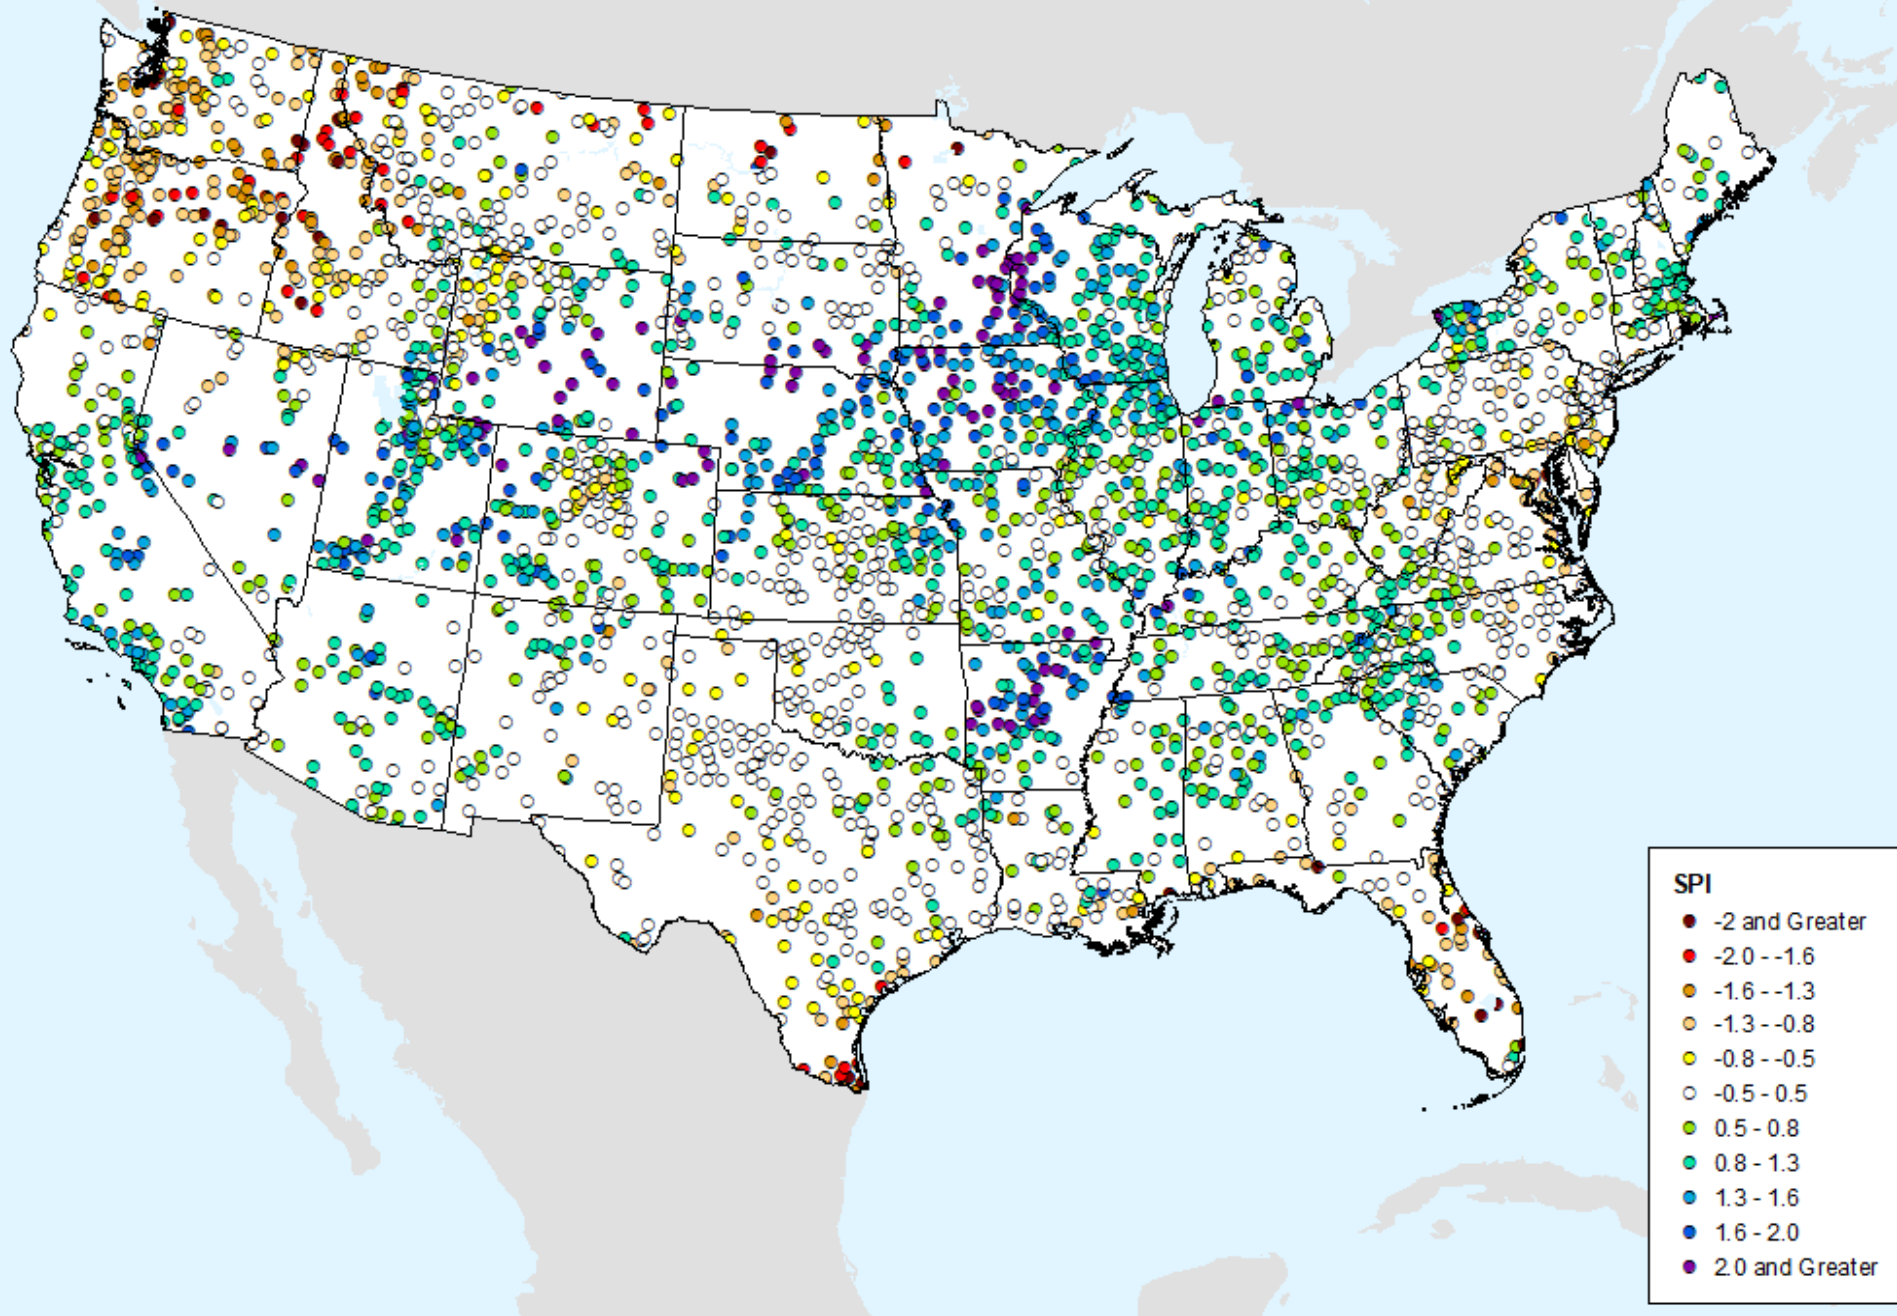 SPI
-2 and Greater
-2.0 - -1.6
-1.6 - -1.3
-1.3 - -0.8
-0.8 - -0.5
-0.5 - 0.5
0.5 - 0.8
0.8 - 1.3
1.3 - 1.6
1.6 - 2.0
2.0 and Greater